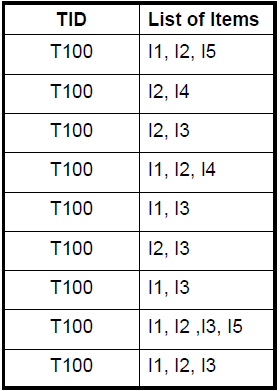 TID List of Items
T100 I1, I2, I5
T100 I2, I4
T100 I2, I3
T100 I1, I2, I4
T100 I1, I3
T100 I2, I3
T100 I1, I3
T100 I1, I2 ,I3, I5
T100 I1, I2, I3